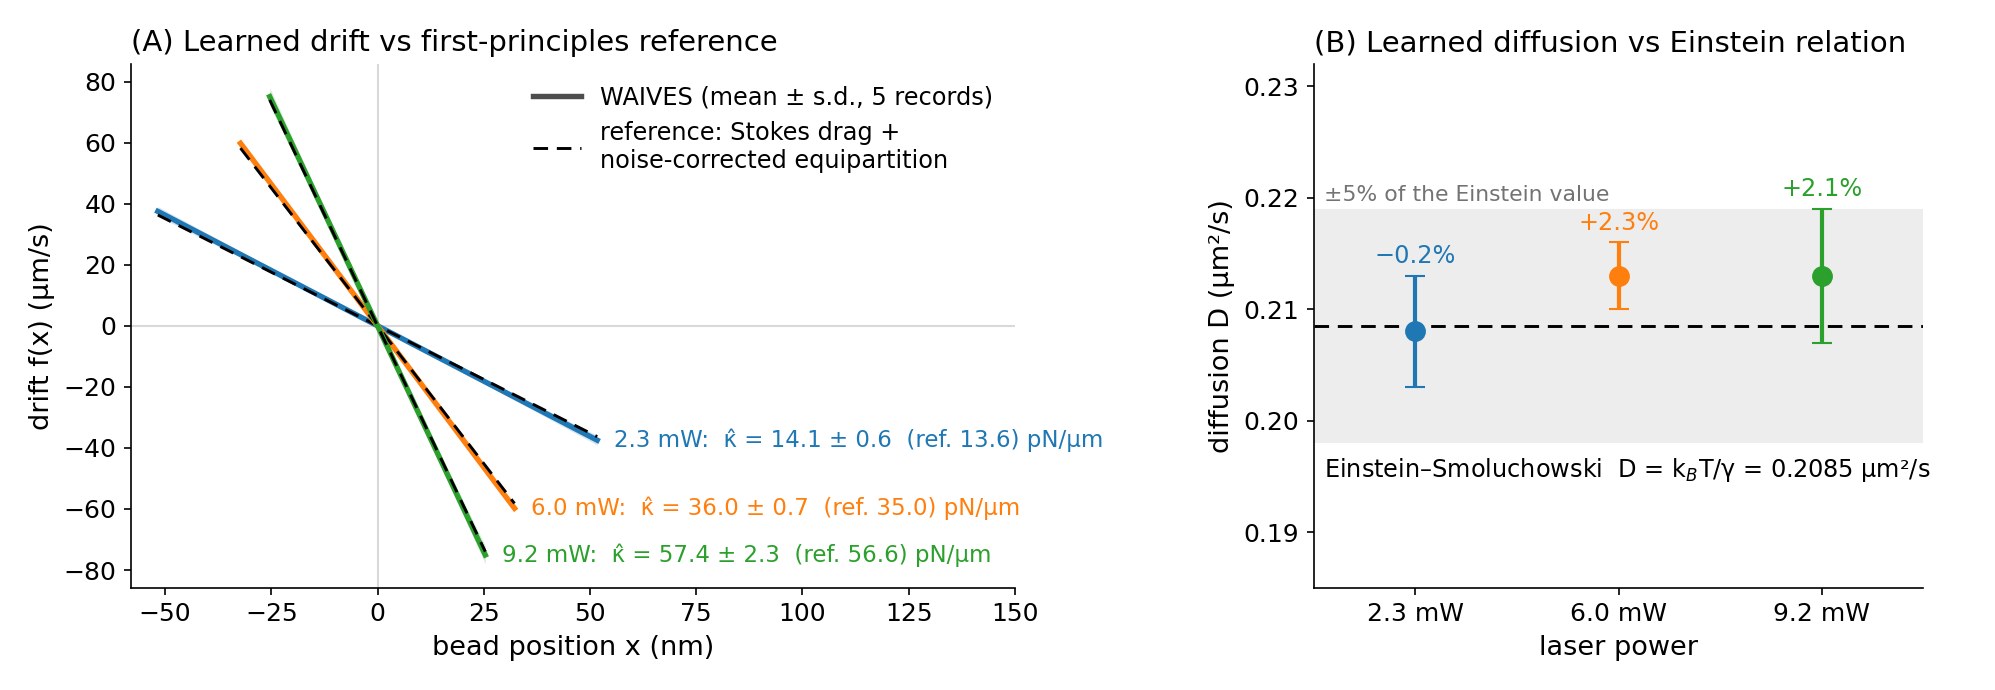 (A) Learned drift vs first-principles reference
WAIVES (mean ± s.d., 5 records)
reference: Stokes drag +
noise-corrected equipartition
drift f(x) (µm/s)
80
60
40
20
0
−20
−40
−60
−80
2.3 mW:  κ̂ = 14.1 ± 0.6  (ref. 13.6) pN/µm
6.0 mW:  κ̂ = 36.0 ± 0.7  (ref. 35.0) pN/µm
9.2 mW:  κ̂ = 57.4 ± 2.3  (ref. 56.6) pN/µm
−50 −25 0 25 50 75 100 125 150
bead position x (nm)
(B) Learned diffusion vs Einstein relation
diffusion D (µm²/s)
0.23
0.22
0.21
0.20
0.19
±5% of the Einstein value
−0.2%
+2.3%
+2.1%
Einstein–Smoluchowski  D = k_BT/γ = 0.2085 µm²/s
2.3 mW 6.0 mW 9.2 mW
laser power